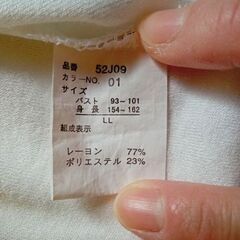 品番 52J09
カラーNO. 01
サイズ
バスト 93~101
身長 154~162
LL
組成表示
レーヨン 77%
ポリエステル 23%